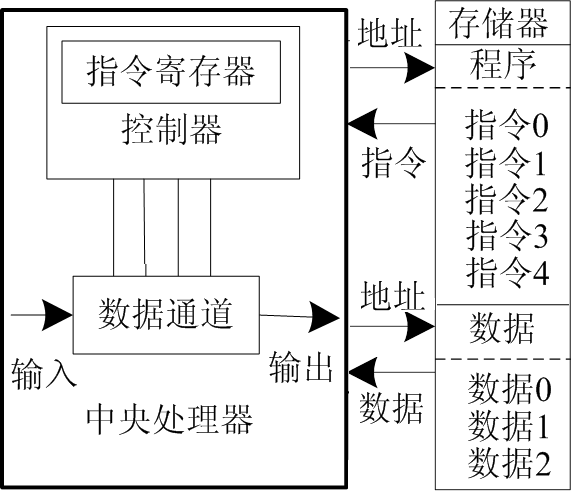 指令寄存器
控制器
数据通道
输入
输出
中央处理器
地址
指令
地址
数据
存储器
程序
指令0
指令1
指令2
指令3
指令4
数据
数据0
数据1
数据2